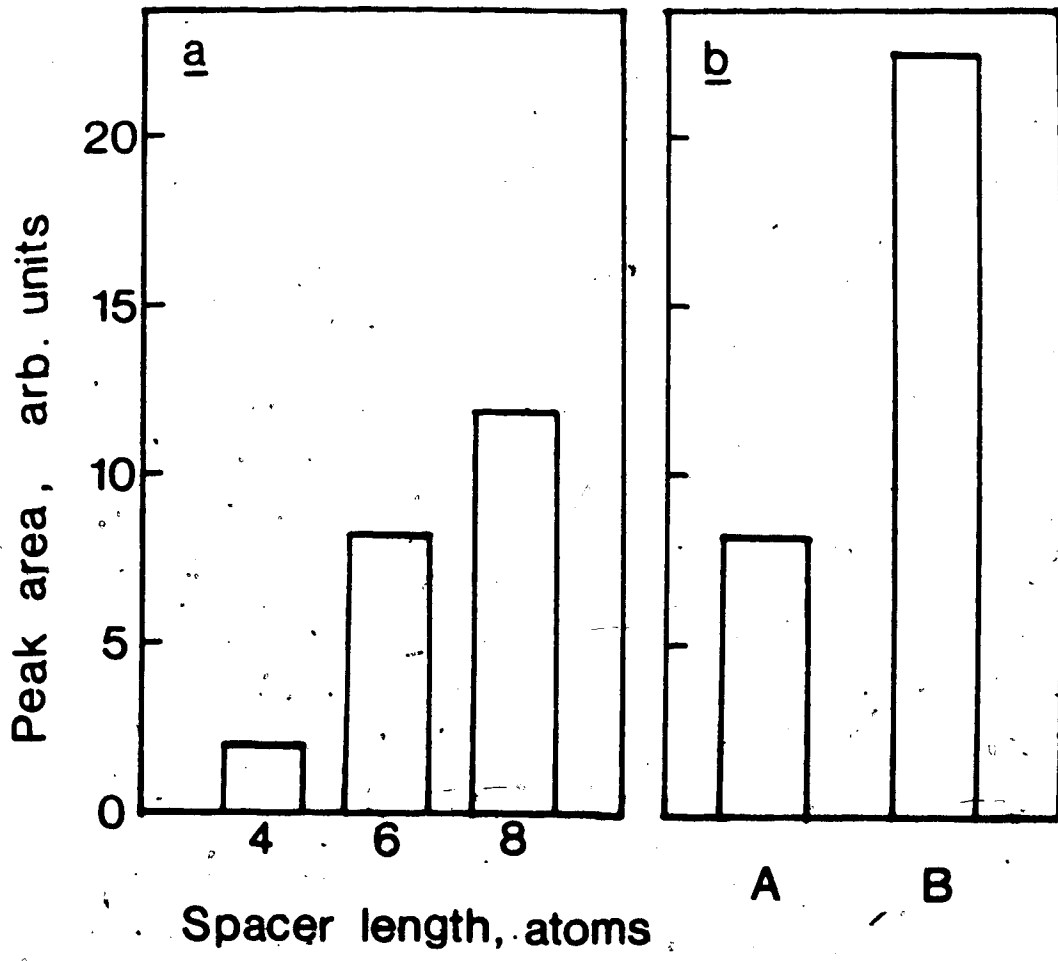 a
b
20
15
10
5
0
Peak area, arb. units
4 6 8
A B
Spacer length, atoms